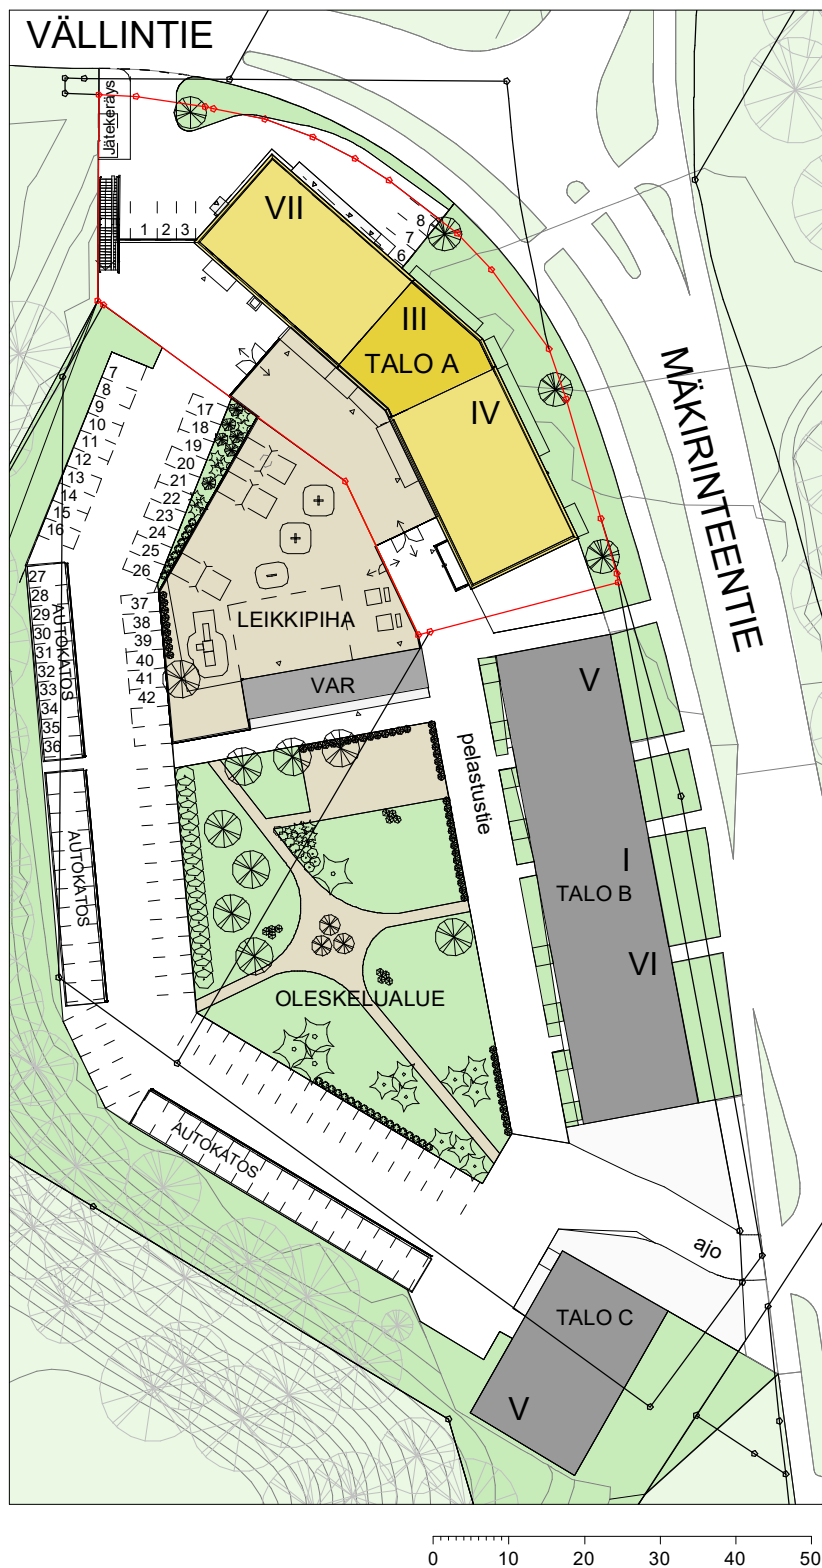 VÄLLINTIE
Jätekeräys
1 2 3
VII
8
7
6
III
TALO A
IV
MÄKIRINTEENTIE
7
8
9
10
11
12
13
14
15
16
17
18
19
20
21
22
23
24
25
26
27
28
29
30
31
32
33
34
35
36
AUTOKATOS
37
38
39
40
41
42
LEIKKIPIHA
VAR
V
pelastustie
AUTOKATOS
I
TALO B
VI
OLESKELUALUE
AUTOKATOS
ajo
TALO C
V
0 10 20 30 40 50